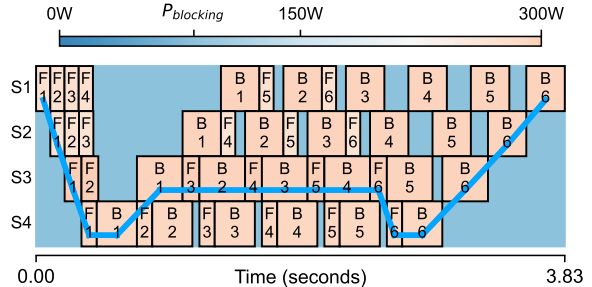 0W P_blocking 150W 300W
S1 F 1 F 2 F 3 F 4 B 1 F 5 B 2 F 6 B 3 B 4 B 5 B 6
S2 F 1 F 2 F 3 B 1 F 4 B 2 F 5 B 3 F 6 B 4 B 5 B 6
S3 F 1 F 2 B 1 F 3 B 2 F 4 B 3 F 5 B 4 F 6 B 5 B 6
S4 F 1 B 1 F 2 B 2 F 3 B 3 F 4 B 4 F 5 B 5 F 6 B 6
0.00 Time (seconds) 3.83